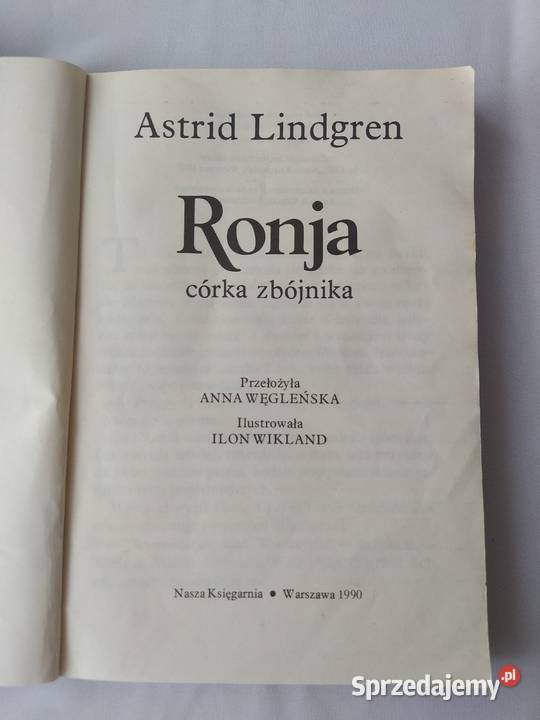 Astrid Lindgren
Ronja
córka zbójnika
Przełożyła
ANNA WĘGLEŃSKA
Ilustrowała
ILON WIKLAND
Nasza Księgarnia • Warszawa 1990
Sprzedajemy.pl